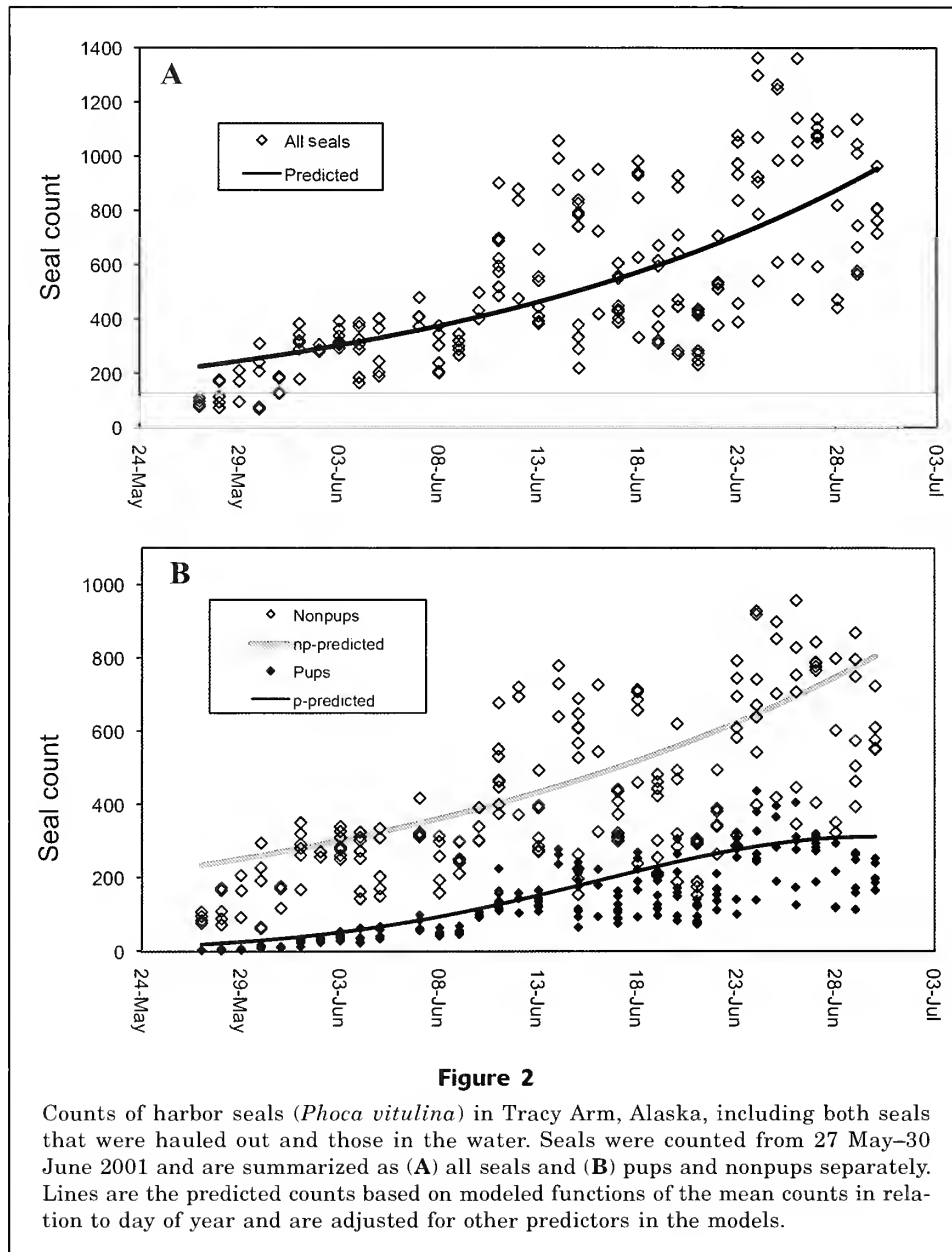 A
1400
1200
1000
800
600
400
200
0
Seal count
All seals
Predicted
24-May
29-May
03-Jun
08-Jun
13-Jun
18-Jun
23-Jun
28-Jun
03-Jul
B
1000
800
600
400
200
0
Seal count
Nonpups
np-predicted
Pups
p-predicted
24-May
29-May
03-Jun
08-Jun
13-Jun
18-Jun
23-Jun
28-Jun
03-Jul
Figure 2
Counts of harbor seals (Phoca vitulina) in Tracy Arm, Alaska, including both seals
that were hauled out and those in the water. Seals were counted from 27 May–30
June 2001 and are summarized as (A) all seals and (B) pups and nonpups separately.
Lines are the predicted counts based on modeled functions of the mean counts in rela-
tion to day of year and are adjusted for other predictors in the models.